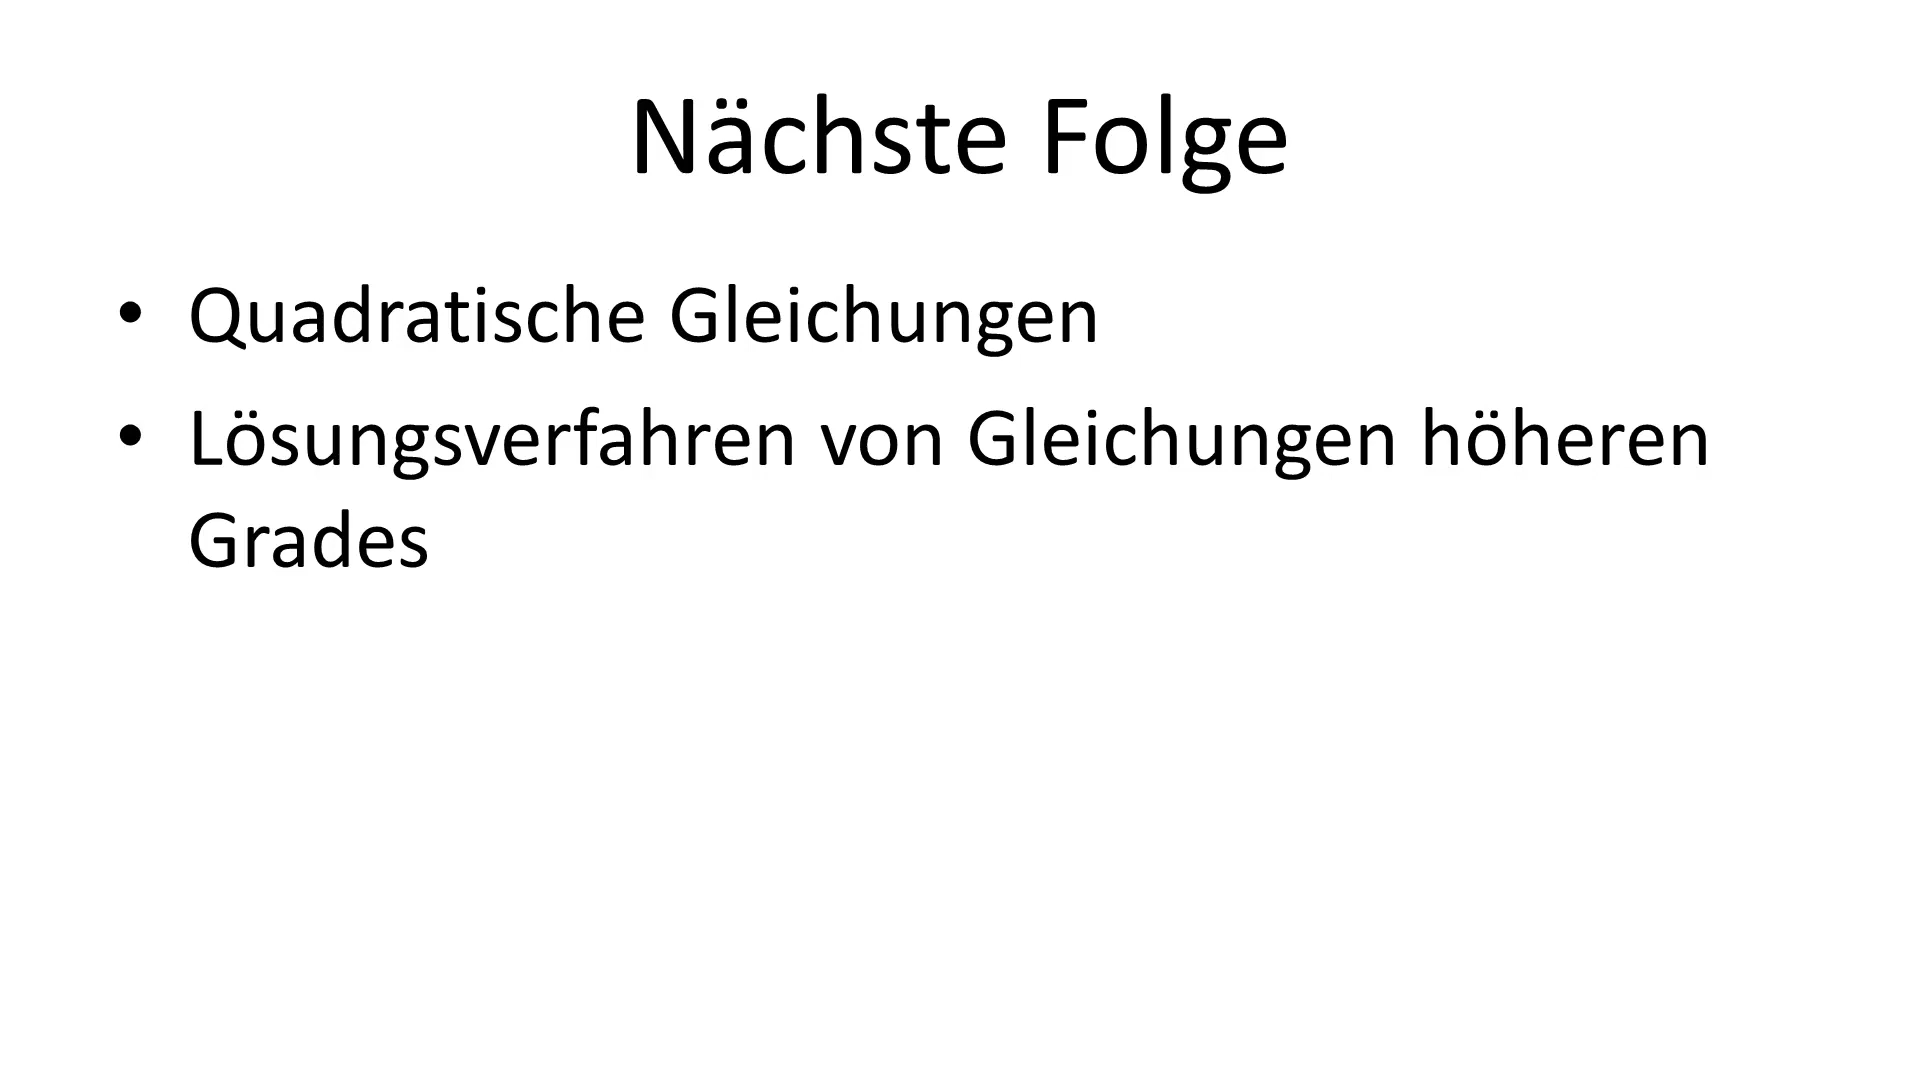 Nächste Folge
• Quadratische Gleichungen
• Lösungsverfahren von Gleichungen höheren
Grades